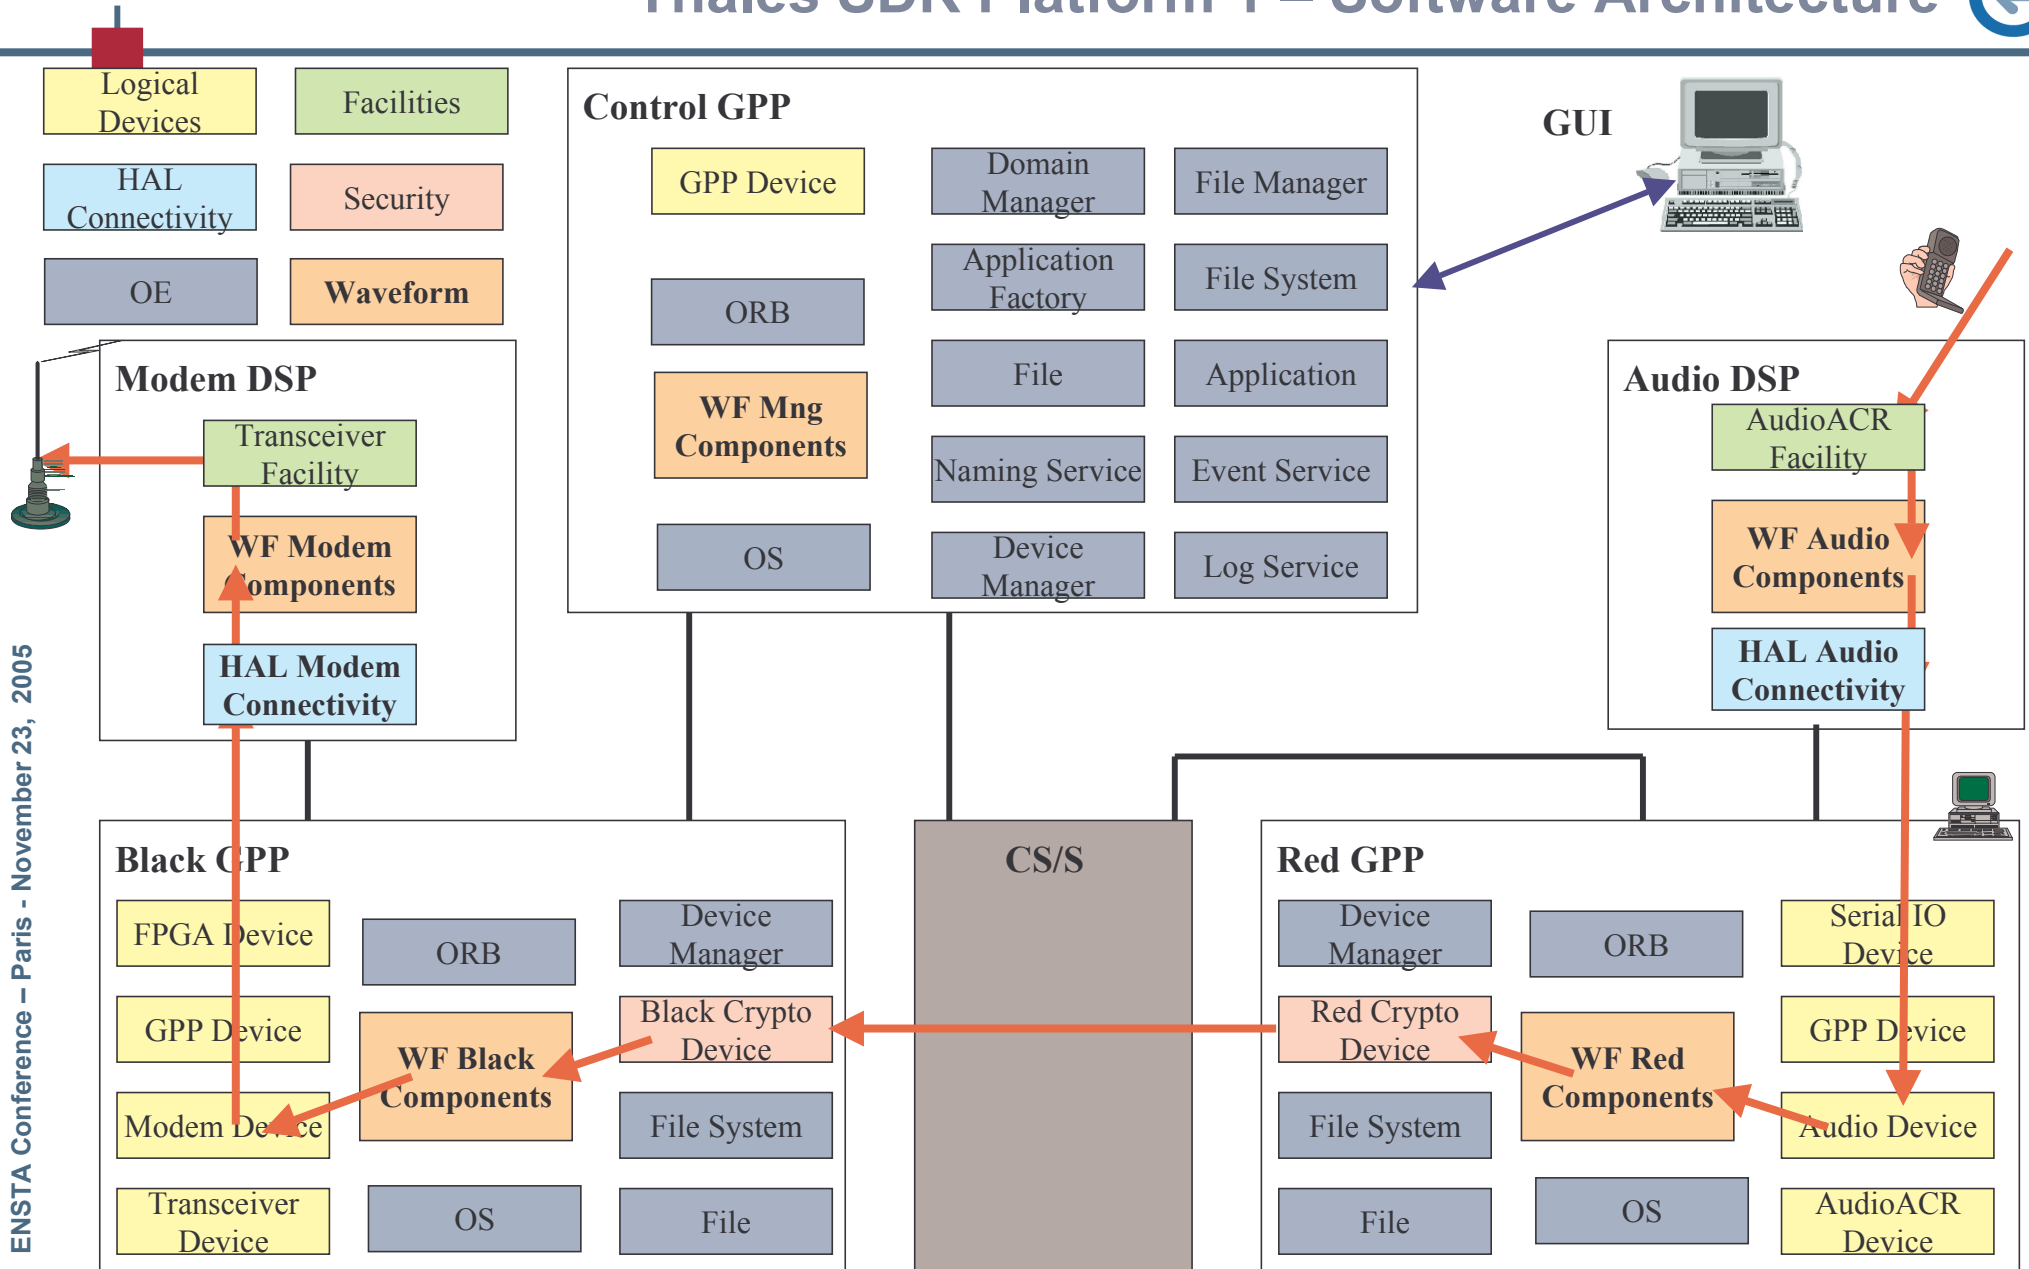 Thales SDR Platform 1 – Software Architecture
Logical
Devices
Facilities
HAL
Connectivity
Security
OE
Waveform
Control GPP
GPP Device
Domain
Manager
File Manager
ORB
Application
Factory
File System
WF Mng
Components
File
Application
Naming Service
Event Service
OS
Device
Manager
Log Service
GUI
Modem DSP
Transceiver
Facility
WF Modem
Components
HAL Modem
Connectivity
Audio DSP
AudioACR
Facility
WF Audio
Components
HAL Audio
Connectivity
Black GPP
FPGA Device
ORB
Device
Manager
GPP Device
WF Black
Components
Black Crypto
Device
Modem Device
File System
Transceiver
Device
OS
File
CS/S
Red GPP
Device
Manager
ORB
Serial IO
Device
Red Crypto
Device
WF Red
Components
GPP Device
File System
Audio Device
File
OS
AudioACR
Device
ENSTA Conference – Paris - November 23, 2005